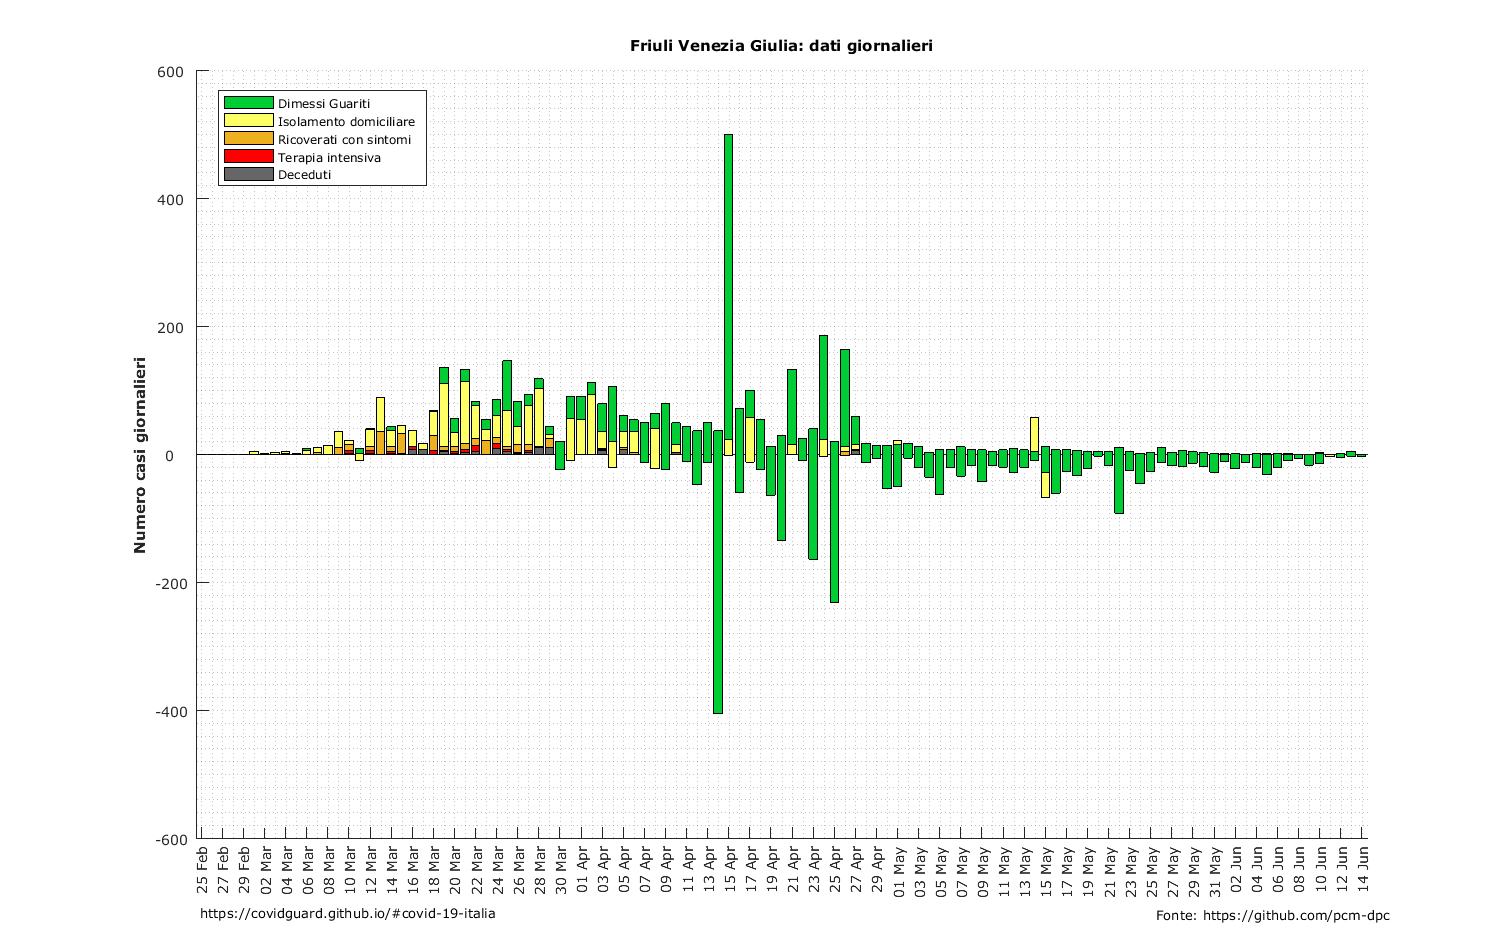 Friuli Venezia Giulia: dati giornalieri
600
400
200
0
-200
-400
-600
Numero casi giornalieri
Dimessi Guariti
Isolamento domiciliare
Ricoverati con sintomi
Terapia intensiva
Deceduti
25 Feb
27 Feb
29 Feb
02 Mar
04 Mar
06 Mar
08 Mar
10 Mar
12 Mar
14 Mar
16 Mar
18 Mar
20 Mar
22 Mar
24 Mar
26 Mar
28 Mar
30 Mar
01 Apr
03 Apr
05 Apr
07 Apr
09 Apr
11 Apr
13 Apr
15 Apr
17 Apr
19 Apr
21 Apr
23 Apr
25 Apr
27 Apr
29 Apr
01 May
03 May
05 May
07 May
09 May
11 May
13 May
15 May
17 May
19 May
21 May
23 May
25 May
27 May
29 May
31 May
02 Jun
04 Jun
06 Jun
08 Jun
10 Jun
12 Jun
14 Jun
https://covidguard.github.io/#covid-19-italia
Fonte: https://github.com/pcm-dpc